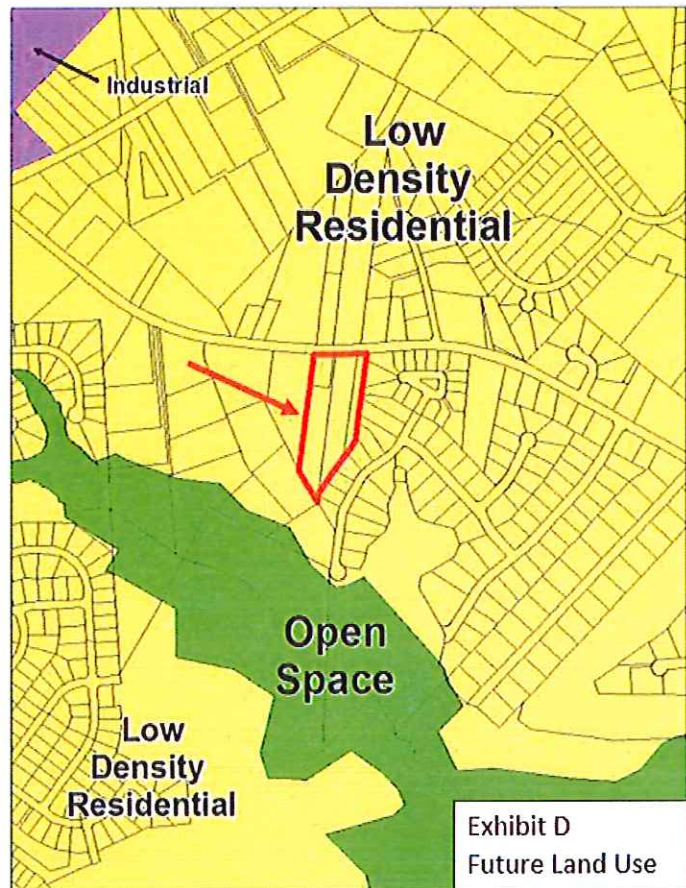 Industrial
Low
Density
Residential
Open
Space
Low
Density
Residential
Exhibit D
Future Land Use